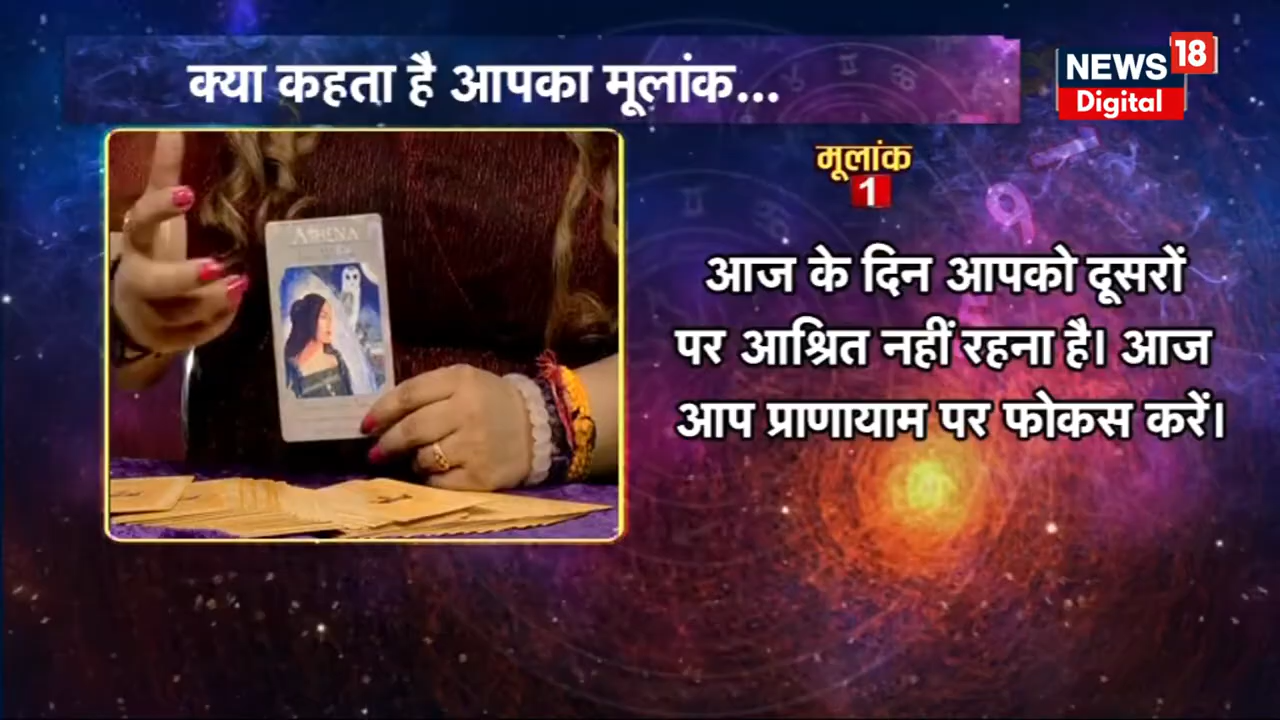 क्या कहता है आपका मूलांक...
NEWS 18
Digital
ATHENA
मूलांक
1
आज के दिन आपको दूसरों
पर आश्रित नहीं रहना है। आज
आप प्राणायाम पर फोकस करें।